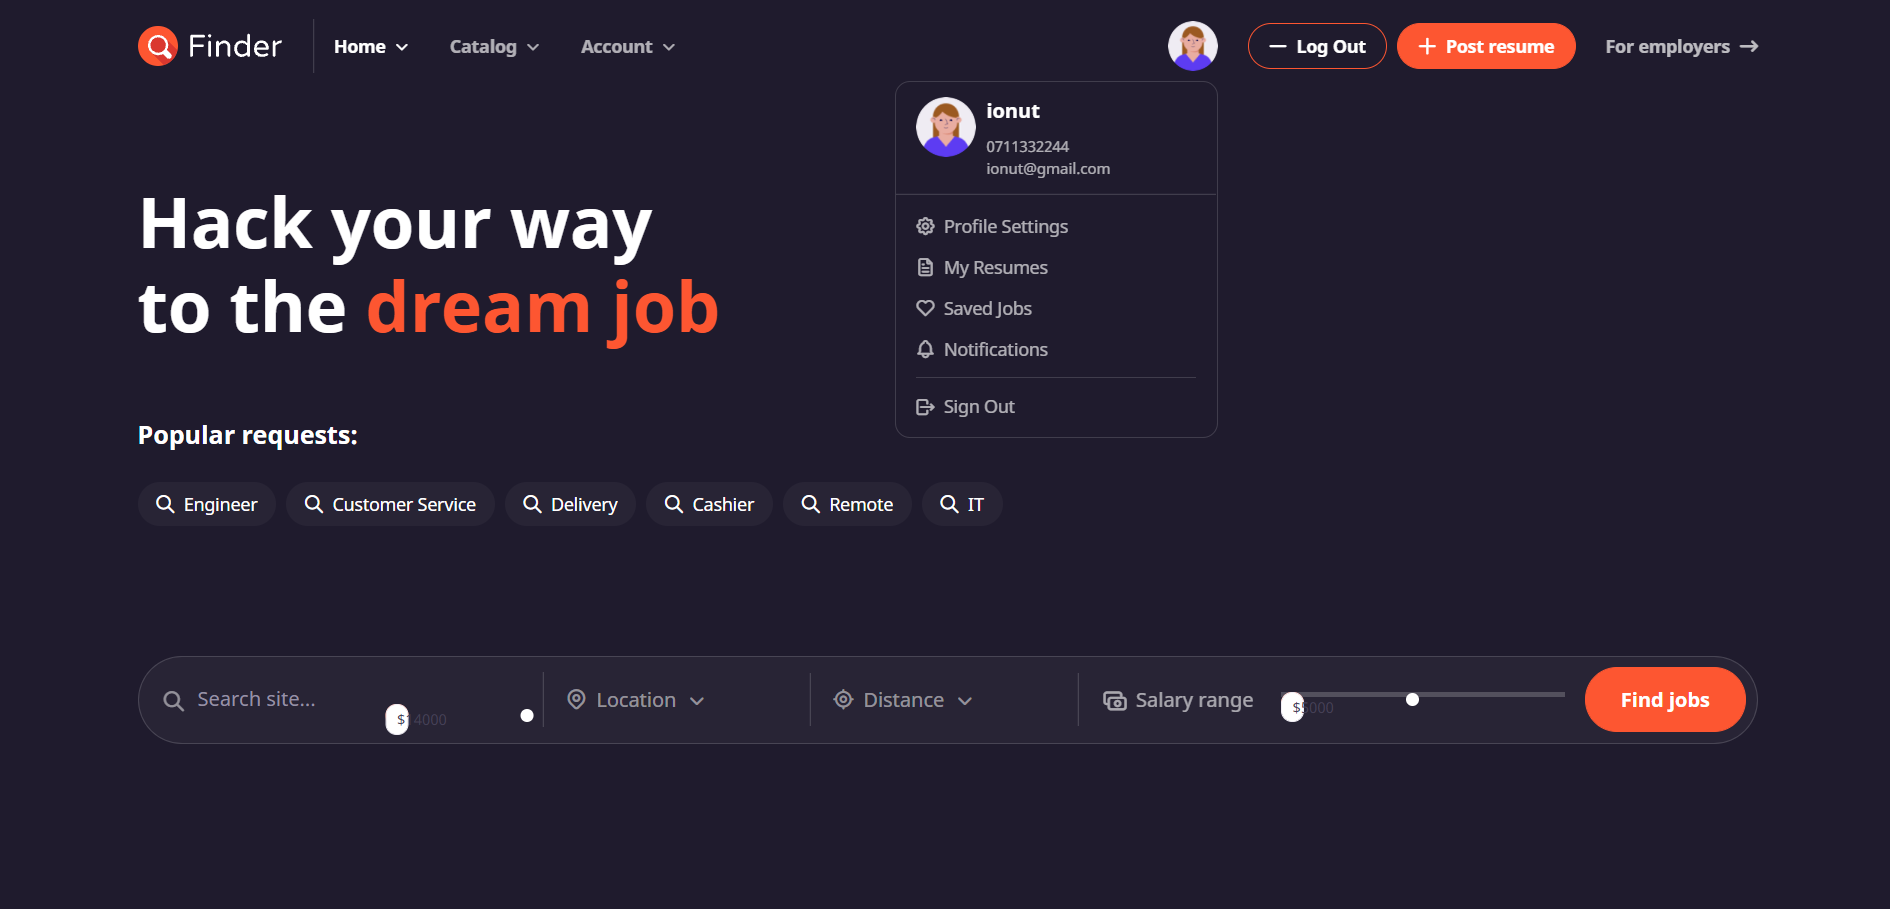 Finder
Home
Catalog
Account
Log Out
Post resume
For employers
ionut
0711332244
ionut@gmail.com
Profile Settings
My Resumes
Saved Jobs
Notifications
Sign Out
Hack your way
to the dream job
Popular requests:
Engineer
Customer Service
Delivery
Cashier
Remote
IT
Search site...
$14000
Location
Distance
Salary range
$5000
Find jobs